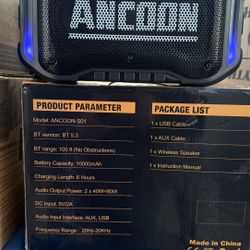 ANCOON
PRODUCT PARAMETER
Model: ANCOON-S01
BT version: BT 5.3
BT range: 100 ft (No Obstructions)
Battery Capacity: 10000mAh
Charging Length: 6 Hours
Audio Output Power: 2 x 40W=80W
DC Input: 5V/2A
Audio Input Interface: AUX, USB
Frequency Range: 20Hz-20KHz
PACKAGE LIST
1 x USB Cable
1 x AUX Cable
1 x Wireless Speaker
1 x Instruction Manual
Made in China